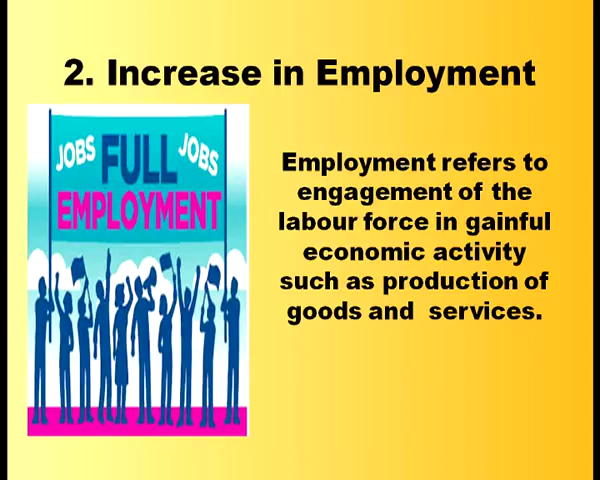 2. Increase in Employment
JOBS FULL JOBS
EMPLOYMENT
Employment refers to
engagement of the
labour force in gainful
economic activity
such as production of
goods and services.